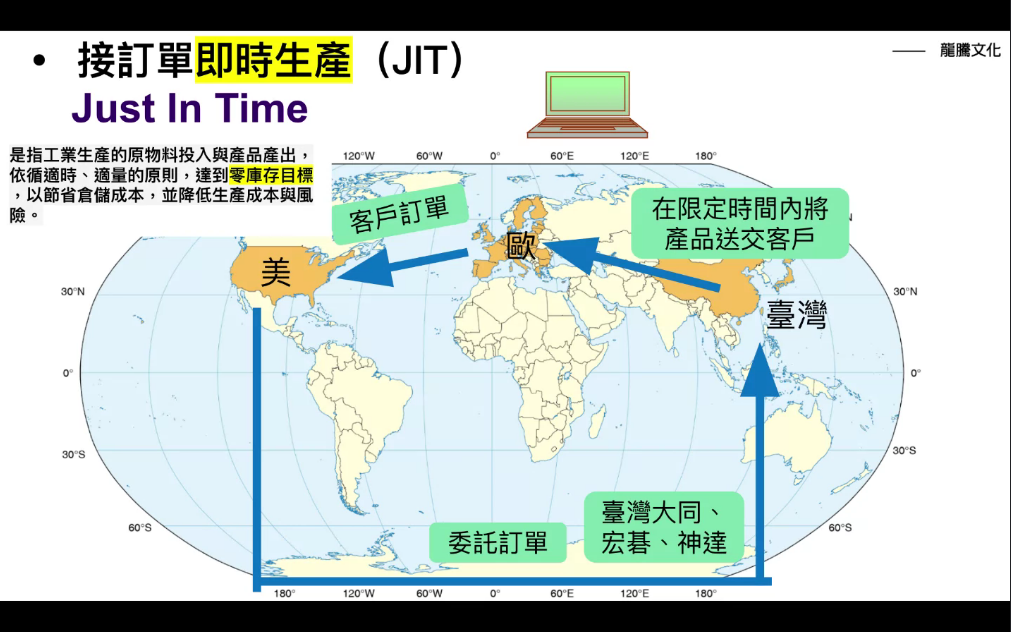 • 接訂單即時生產（JIT）
Just In Time
龍騰文化
是指工業生產的原物料投入與產品產出，
依循適時、適量的原則，達到零庫存目標
，以節省倉儲成本，並降低生產成本與風
險。
120°W 60°W 0° 60°E 120°E 180°
客戶訂單
在限定時間內將
產品送交客戶
N
歐
美
30°N 30°N
臺灣
0° 0°
30°S 30°S
臺灣大同、
宏碁、神達
委託訂單
60°S 60°S
180° 120°W 60°W 0° 60°E 120°E 180°